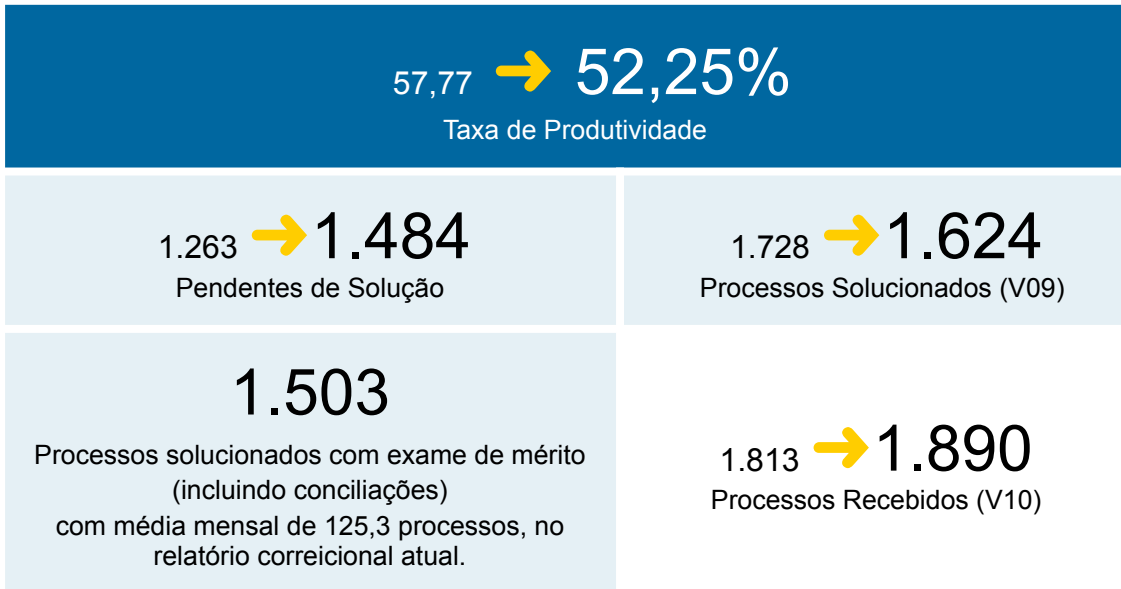 57,77 → 52,25%
Taxa de Produtividade
1.263 → 1.484
Pendentes de Solução
1.728 → 1.624
Processos Solucionados (V09)
1.503
Processos solucionados com exame de mérito
(incluindo conciliações)
com média mensal de 125,3 processos, no
relatório correicional atual.
1.813 → 1.890
Processos Recebidos (V10)